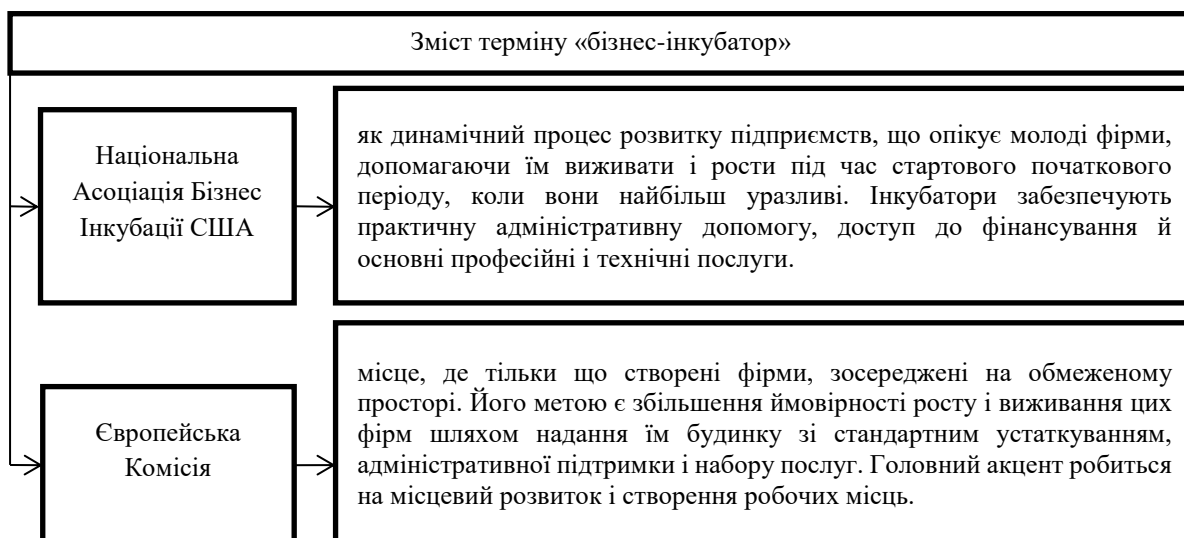 Зміст терміну «бізнес-інкубатор»
Національна
Асоціація Бізнес
Інкубації США
як динамічний процес розвитку підприємств, що опікує молоді фірми,
допомагаючи їм виживати і рости під час стартового початкового
періоду, коли вони найбільш уразливі. Інкубатори забезпечують
практичну адміністративну допомогу, доступ до фінансування й
основні професійні і технічні послуги.
Європейська
Комісія
місце, де тільки що створені фірми, зосереджені на обмеженому
просторі. Його метою є збільшення ймовірності росту і виживання цих
фірм шляхом надання їм будинку зі стандартним устаткуванням,
адміністративної підтримки і набору послуг. Головний акцент робиться
на місцевий розвиток і створення робочих місць.